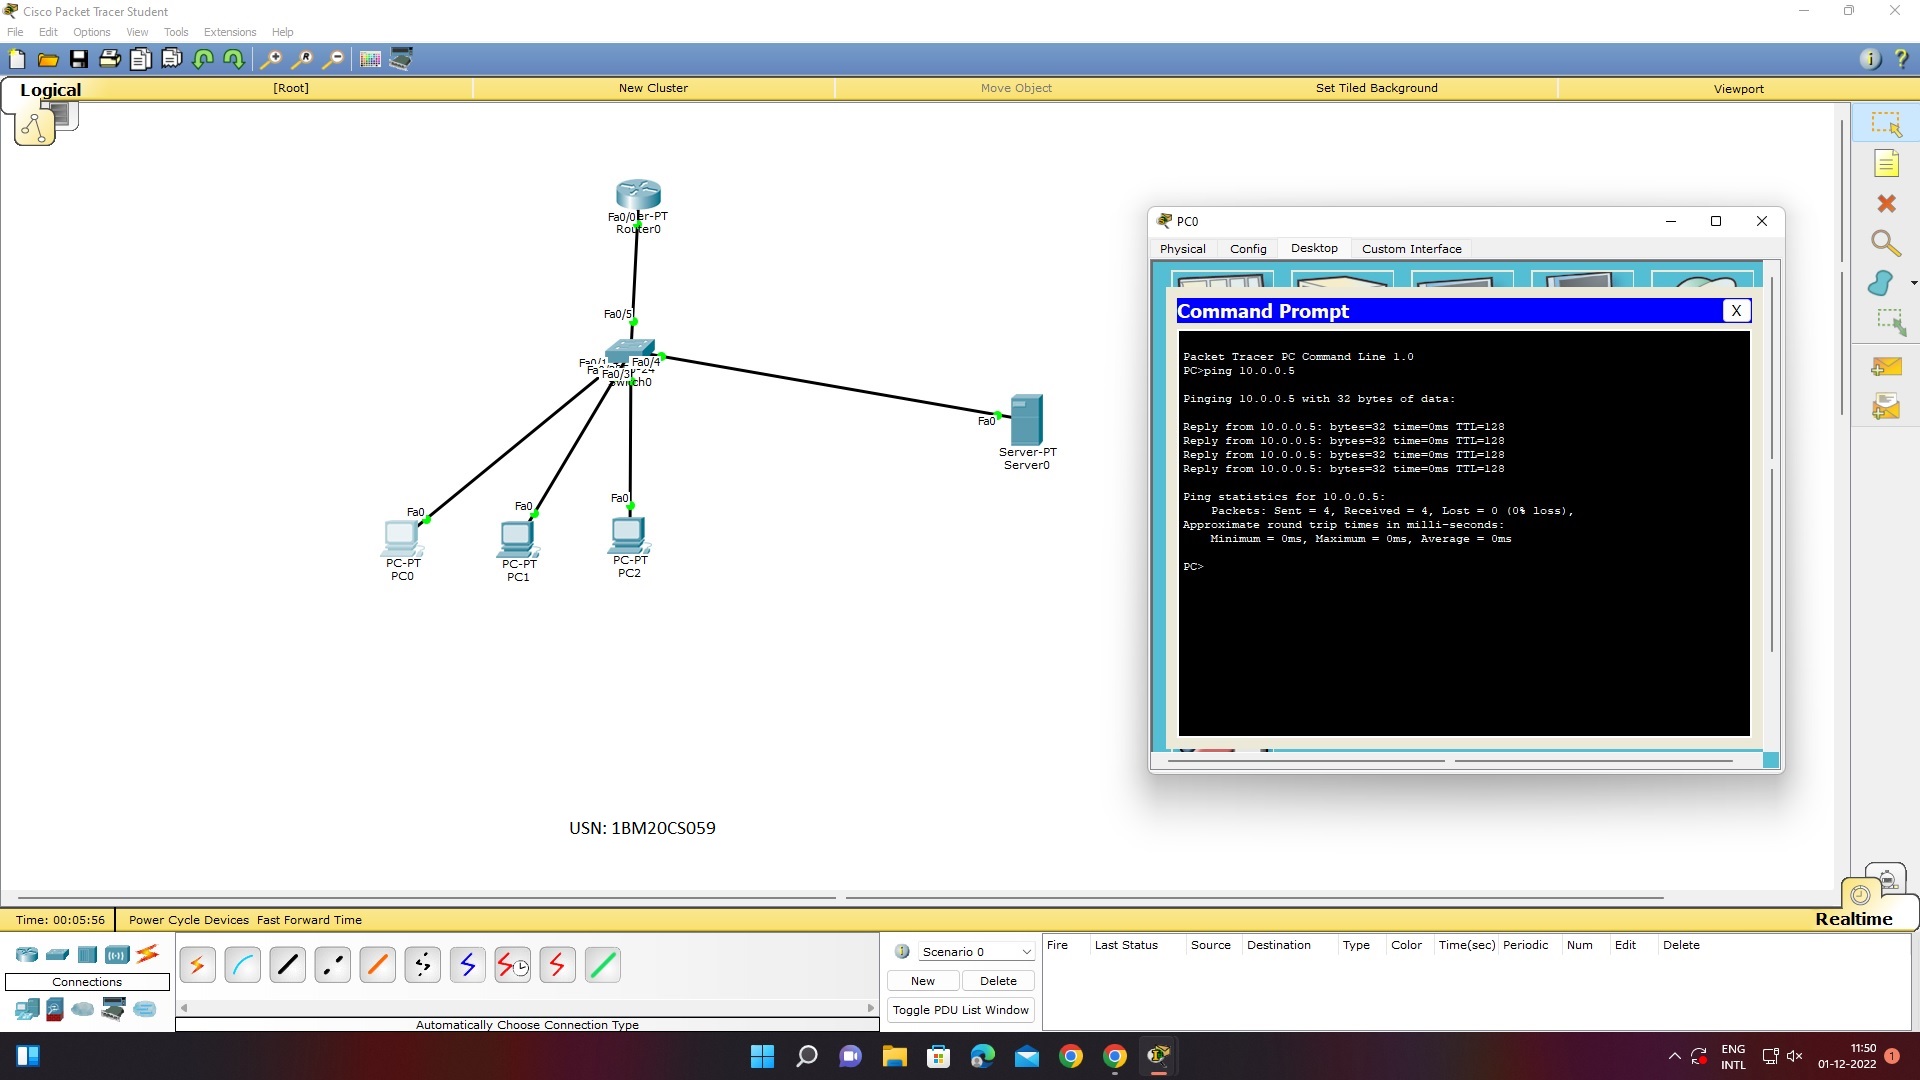 Cisco Packet Tracer Student
File Edit Options View Tools Extensions Help
Logical [Root] New Cluster Move Object Set Tiled Background Viewport
Fa0/0 er-PT
Router0
Fa0/5
Fa0/1
Fa0/4
Fa0/3
Fa0
Server-PT
Server0
Fa0
PC-PT
PC0
Fa0
PC-PT
PC1
Fa0
PC-PT
PC2
USN: 1BM20CS059
PC0
Physical Config Desktop Custom Interface
Command Prompt X
Packet Tracer PC Command Line 1.0
PC>ping 10.0.0.5
Pinging 10.0.0.5 with 32 bytes of data:
Reply from 10.0.0.5: bytes=32 time=0ms TTL=128
Reply from 10.0.0.5: bytes=32 time=0ms TTL=128
Reply from 10.0.0.5: bytes=32 time=0ms TTL=128
Reply from 10.0.0.5: bytes=32 time=0ms TTL=128
Ping statistics for 10.0.0.5:
Packets: Sent = 4, Received = 4, Lost = 0 (0% loss),
Approximate round trip times in milli-seconds:
Minimum = 0ms, Maximum = 0ms, Average = 0ms
PC>
Time: 00:05:56 Power Cycle Devices Fast Forward Time
Realtime
Connections
Automatically Choose Connection Type
Scenario 0
New Delete
Toggle PDU List Window
Fire Last Status Source Destination Type Color Time(sec) Periodic Num Edit Delete
ENG
INTL
11:50
01-12-2022
1